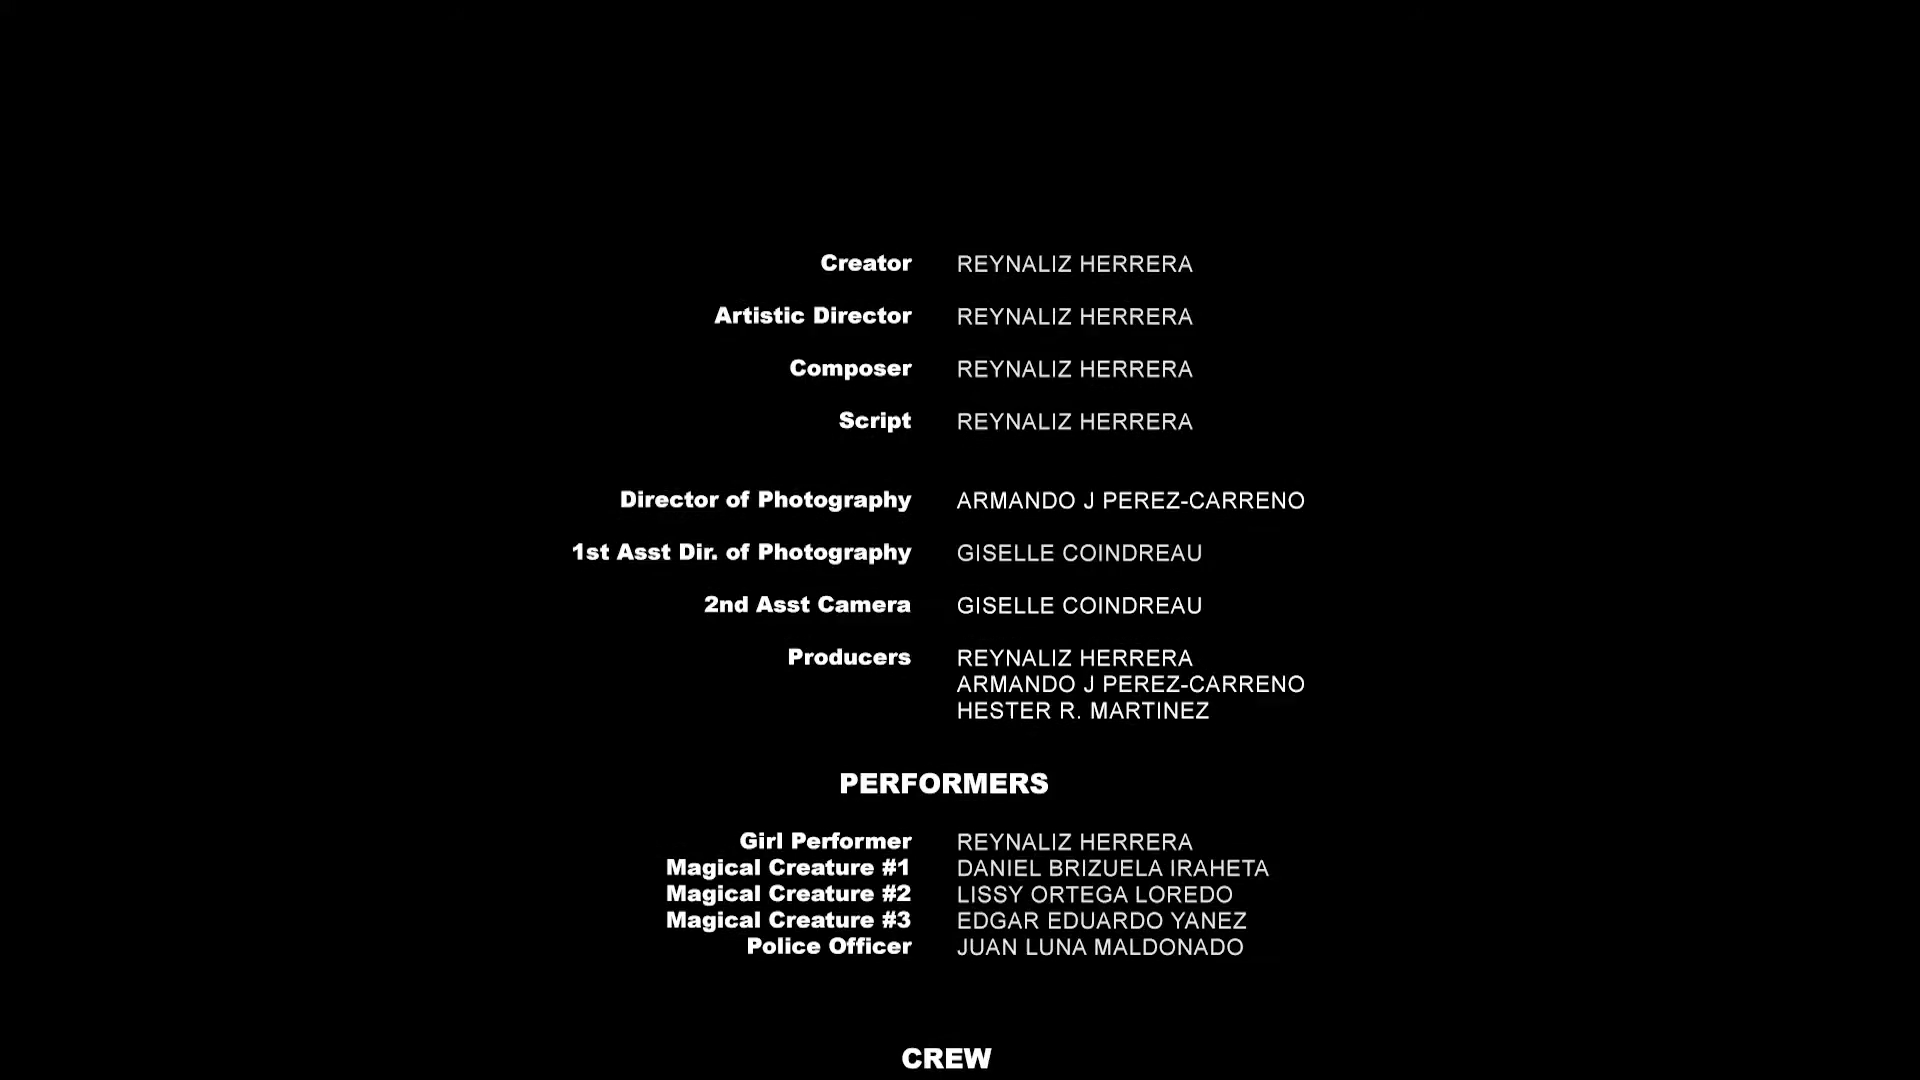 Creator REYNALIZ HERRERA
Artistic Director REYNALIZ HERRERA
Composer REYNALIZ HERRERA
Script REYNALIZ HERRERA
Director of Photography ARMANDO J PEREZ-CARRENO
1st Asst Dir. of Photography GISELLE COINDREAU
2nd Asst Camera GISELLE COINDREAU
Producers REYNALIZ HERRERA
ARMANDO J PEREZ-CARRENO
HESTER R. MARTINEZ
PERFORMERS
Girl Performer REYNALIZ HERRERA
Magical Creature #1 DANIEL BRIZUELA IRAHETA
Magical Creature #2 LISSY ORTEGA LOREDO
Magical Creature #3 EDGAR EDUARDO YANEZ
Police Officer JUAN LUNA MALDONADO
CREW